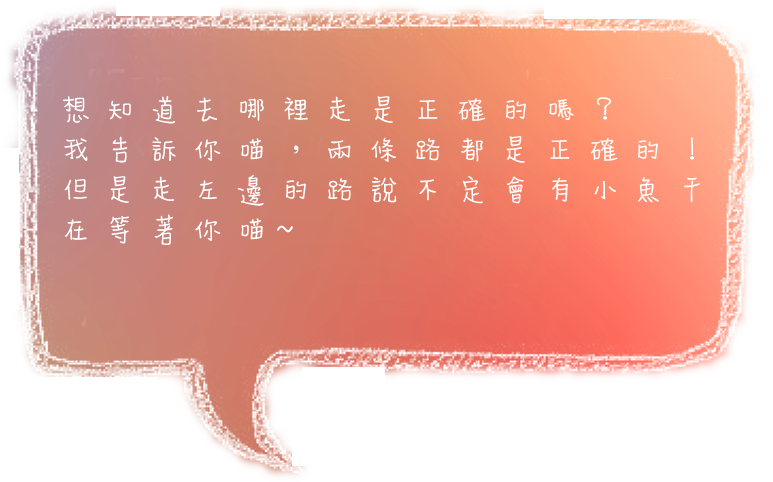 想知道去哪裡走是正確的嗎？
我告訴你喵，兩條路都是正確的！
但是走左邊的路說不定會有小魚干
在等著你喵~